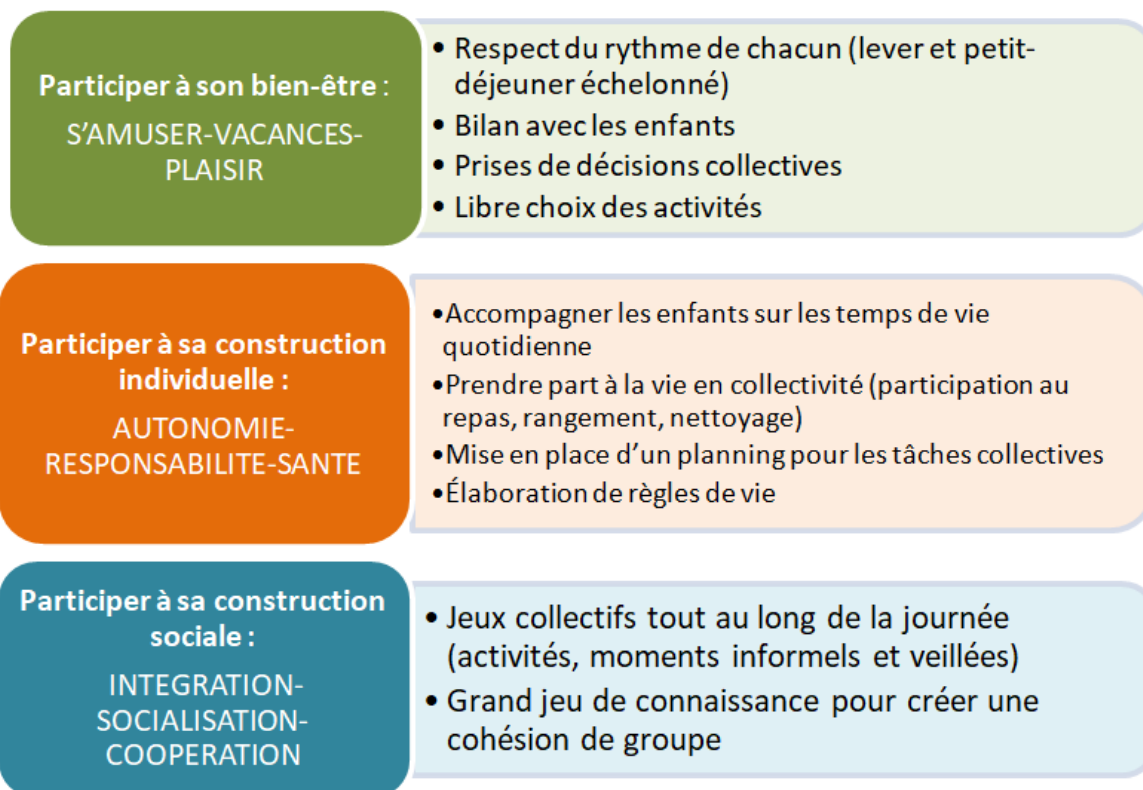 Participer à son bien-être :
S'AMUSER-VACANCES-
PLAISIR
• Respect du rythme de chacun (lever et petit-
déjeuner échelonné)
• Bilan avec les enfants
• Prises de décisions collectives
• Libre choix des activités
Participer à sa construction
individuelle :
AUTONOMIE-
RESPONSABILITE-SANTE
•Accompagner les enfants sur les temps de vie
quotidienne
•Prendre part à la vie en collectivité (participation au
repas, rangement, nettoyage)
•Mise en place d'un planning pour les tâches collectives
•Élaboration de règles de vie
Participer à sa construction
sociale :
INTEGRATION-
SOCIALISATION-
COOPERATION
• Jeux collectifs tout au long de la journée
(activités, moments informels et veillées)
• Grand jeu de connaissance pour créer une
cohésion de groupe